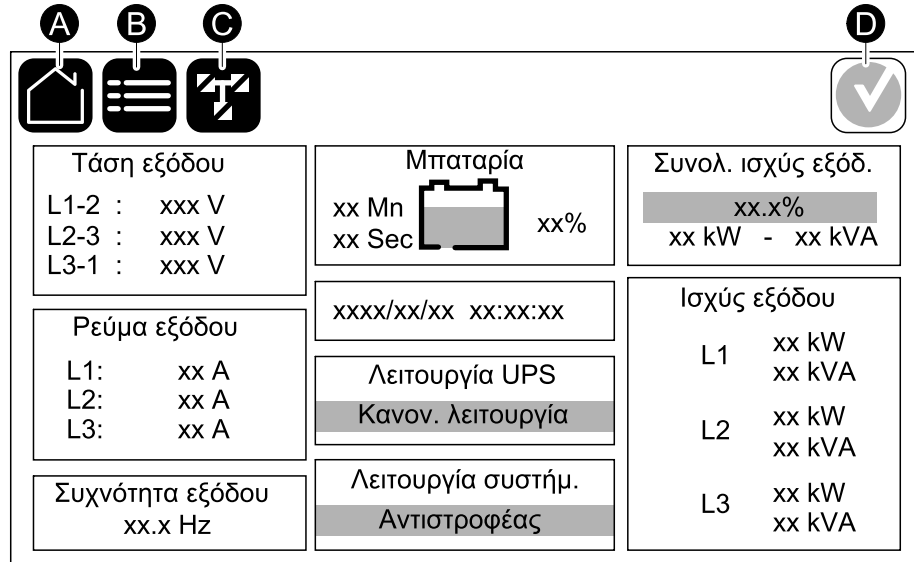 A
B
C
D
Τάση εξόδου
L1-2 : xxx V
L2-3 : xxx V
L3-1 : xxx V
Ρεύμα εξόδου
L1: xx A
L2: xx A
L3: xx A
Συχνότητα εξόδου
xx.x Hz
Μπαταρία
xx Mn
xx Sec
xx%
xxxx/xx/xx xx:xx:xx
Λειτουργία UPS
Κανον. λειτουργία
Λειτουργία συστήμ.
Αντιστροφέας
Συνολ. ισχύς εξόδ.
xx.x%
xx kW - xx kVA
Ισχύς εξόδου
L1 xx kW
xx kVA
L2 xx kW
xx kVA
L3 xx kW
xx kVA